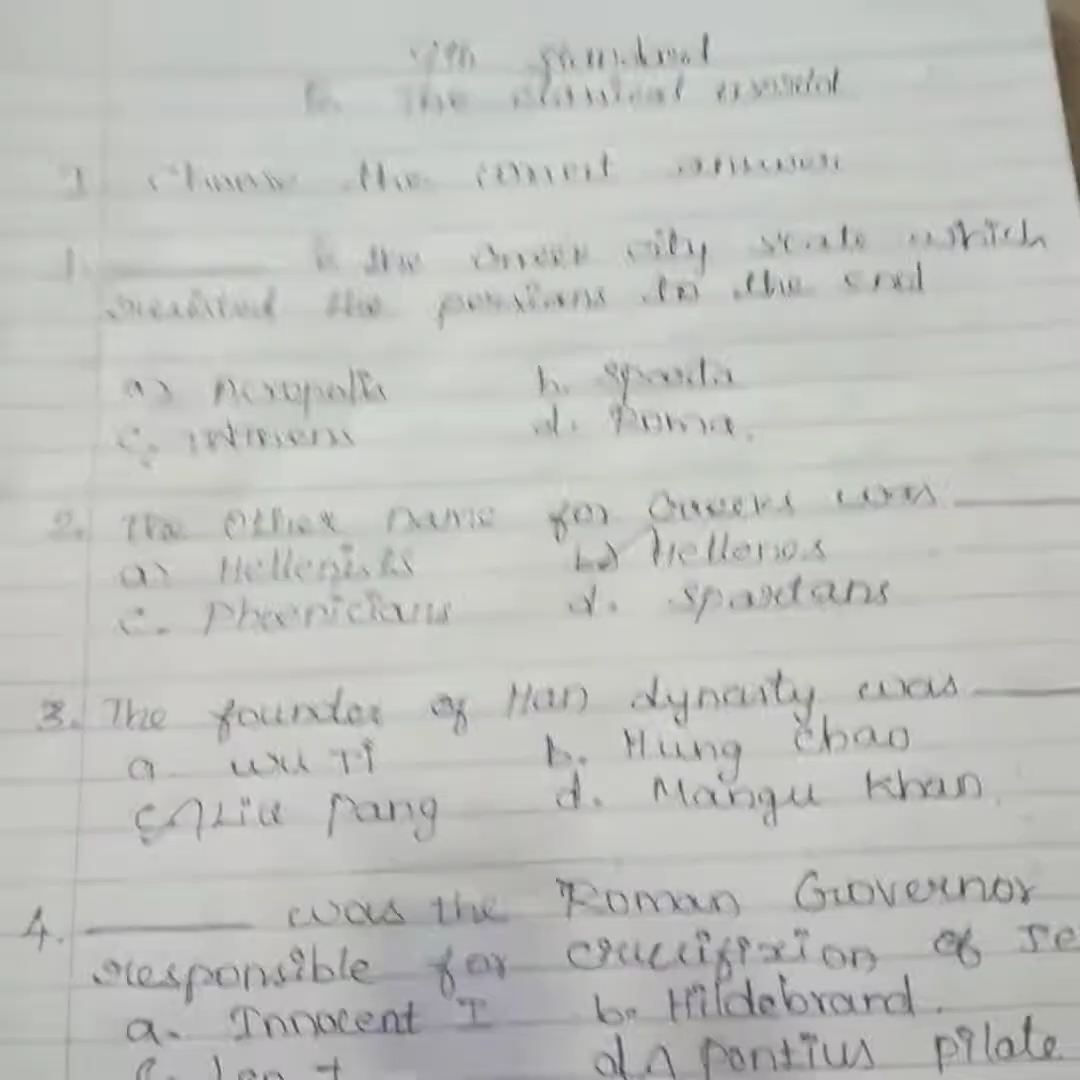 9th standard
5. The classical world
I Choose the correct answer
1. ______ is the Greek city state which
resisted the persians to the end
a) Acropolis b. Sparta
c. Athens d. Roma.
2. The other name for Greeks was ______
a) Hellenists b) Hellenes
c. Phoenicians d. spartans
3. The founder of Han dynasty was ______
a. wu Ti b. Hung Chao
c) Liu Pang d. Mangu Khan.
4. ______ was the Roman Governor
responsible for crucifixion of
a. Innocent I b. Hildebrand.
c. d) pontius pilate